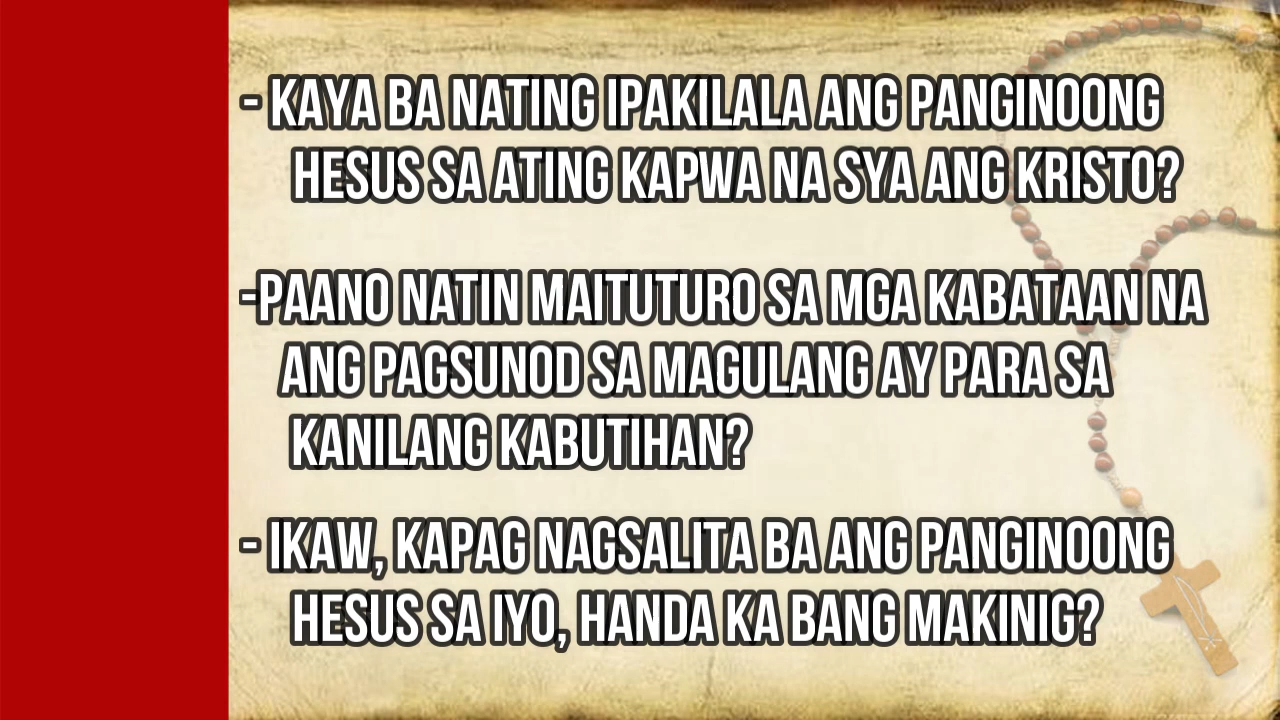 - KAYA BA NATING IPAKILALA ANG PANGINOONG
HESUS SA ATING KAPWA NA SYA ANG KRISTO?
-PAANO NATIN MAITUTURO SA MGA KABATAAN NA
ANG PAGSUNOD SA MAGULANG AY PARA SA
KANILANG KABUTIHAN?
- IKAW, KAPAG NAGSALITA BA ANG PANGINOONG
HESUS SA IYO, HANDA KA BANG MAKINIG?